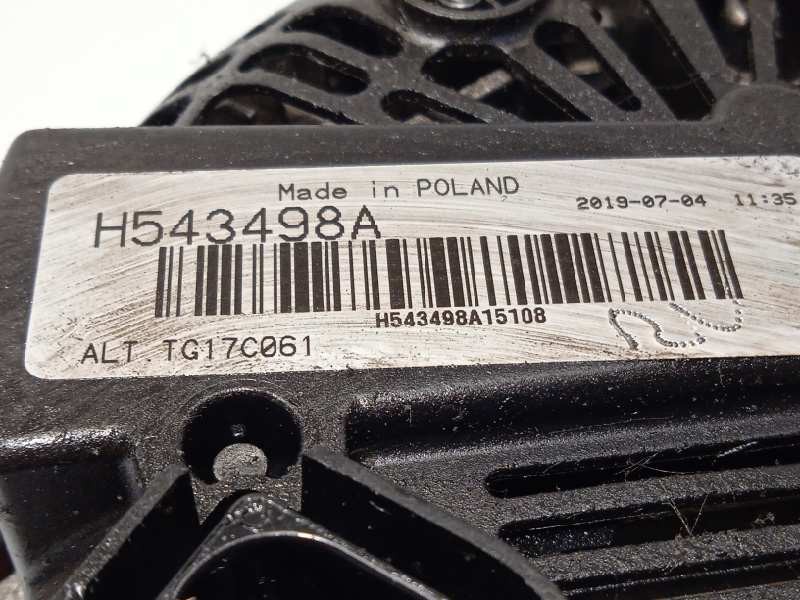 Made in POLAND
2019-07-04 11:35
H543498A
H543498A15108
ALT. TG17C061